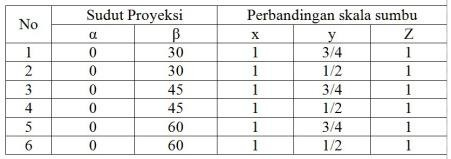 No Sudut Proyeksi Perbandingan skala sumbu
α β x y Z
1 0 30 1 3/4 1
2 0 30 1 1/2 1
3 0 45 1 3/4 1
4 0 45 1 1/2 1
5 0 60 1 3/4 1
6 0 60 1 1/2 1